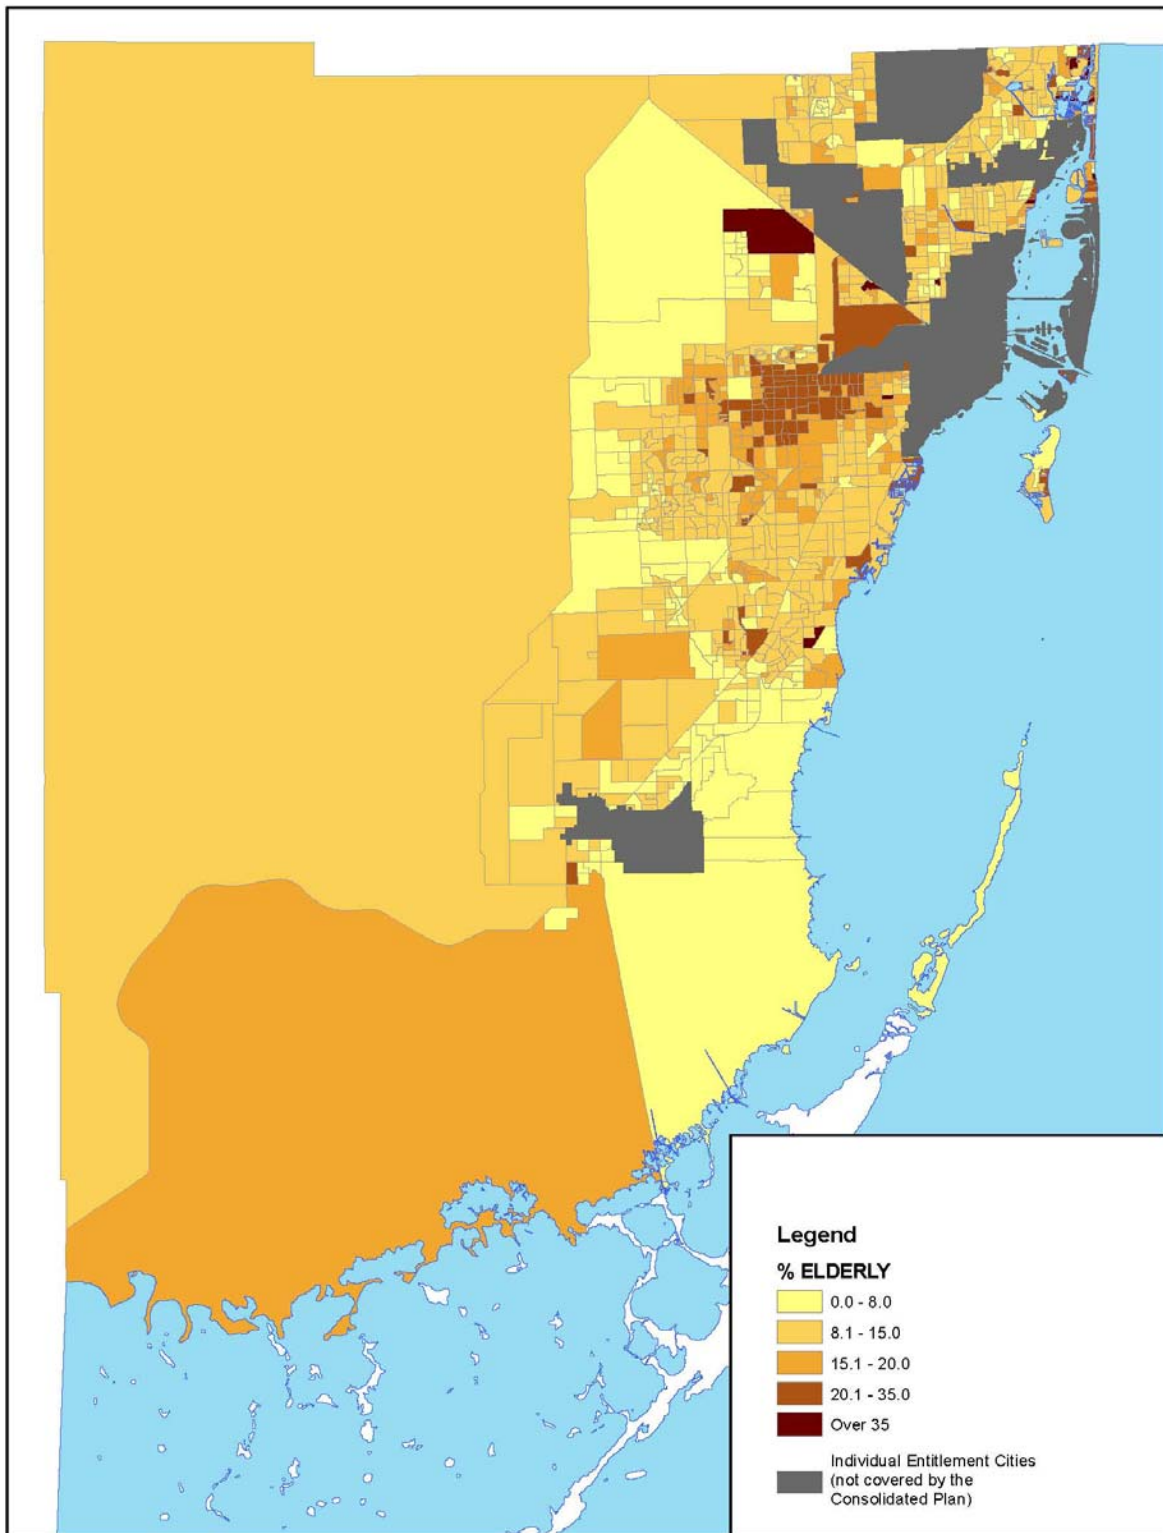 Legend
% ELDERLY
0.0 - 8.0
8.1 - 15.0
15.1 - 20.0
20.1 - 35.0
Over 35
Individual Entitlement Cities
(not covered by the
Consolidated Plan)